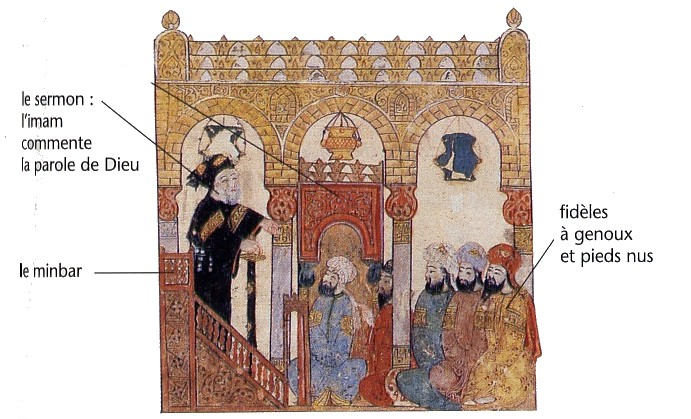 le sermon :
l'imam
commente
la parole de Dieu
le minbar
fidèles
à genoux
et pieds nus